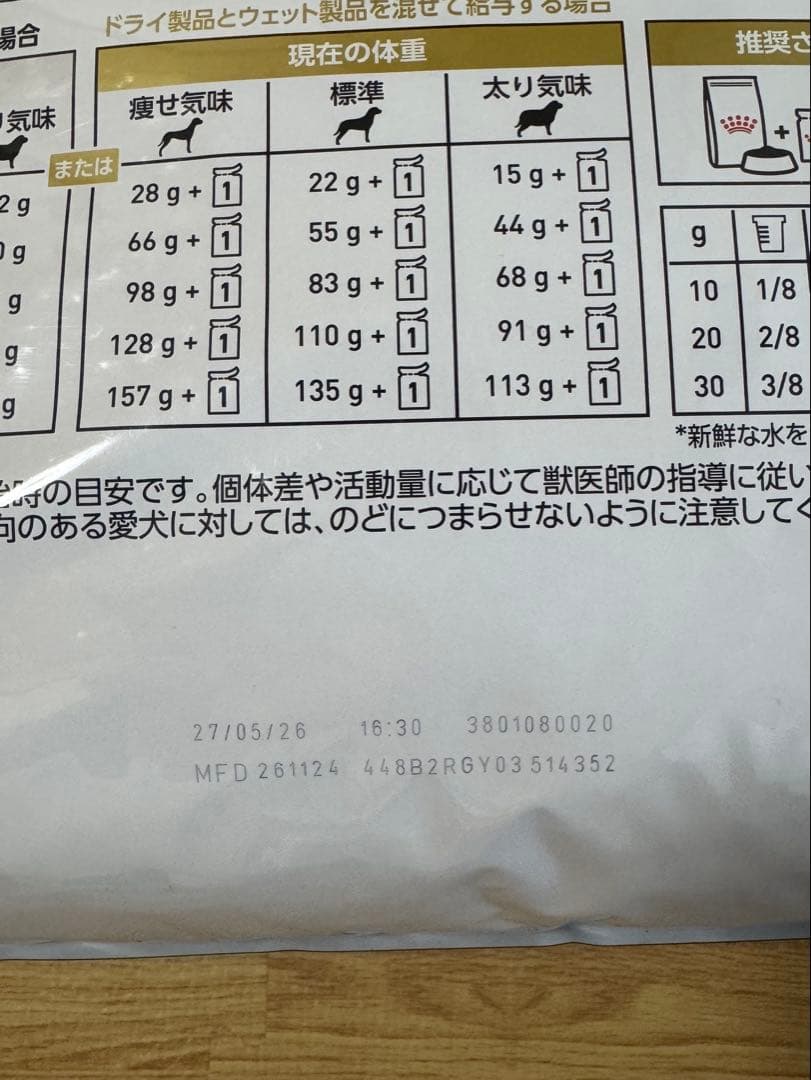 ドライ製品とウェット製品を混ぜて給与する場合
場合
現在の体重
推奨さ
り気味
痩せ気味 標準 太り気味
または
+
2 g 28 g + 1 22 g + 1 15 g + 1
0 g 66 g + 1 55 g + 1 44 g + 1
g 98 g + 1 83 g + 1 68 g + 1
g 128 g + 1 110 g + 1 91 g + 1
g 157 g + 1 135 g + 1 113 g + 1
g
10 1/8
20 2/8
30 3/8
*新鮮な水を
時の目安です。個体差や活動量に応じて獣医師の指導に従い
向のある愛犬に対しては、のどにつまらせないように注意してく
27/05/26 16:30 3801080020
MFD 261124 448B2RGY03 514352